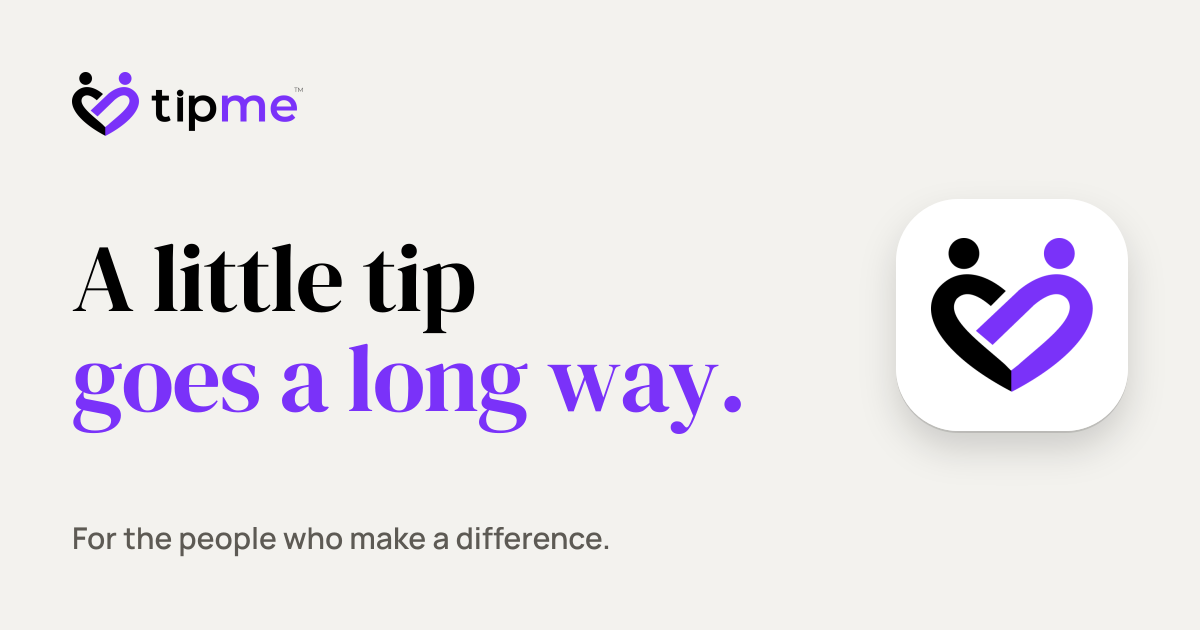 tipme™
A little tip
goes a long way.
For the people who make a difference.